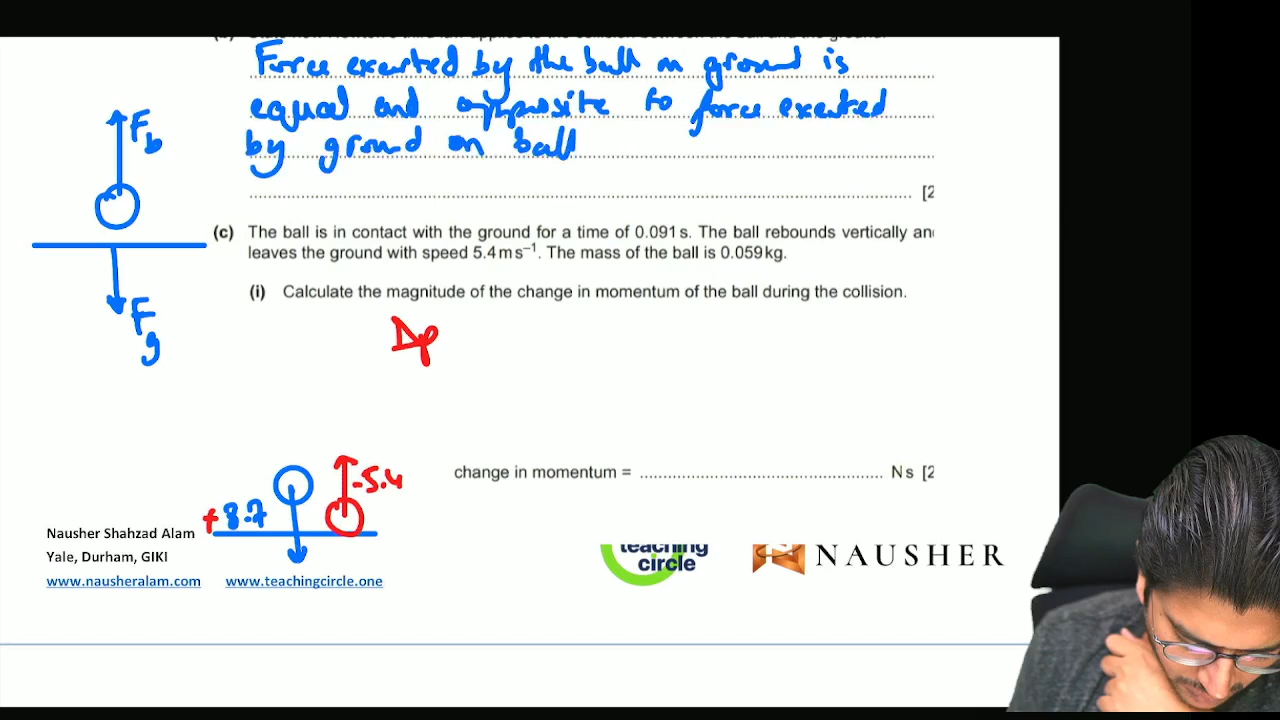 Force exerted by the ball on ground is
equal and opposite to force exerted
by ground on ball
[2
Fb
Fg
(c) The ball is in contact with the ground for a time of 0.091 s. The ball rebounds vertically an
leaves the ground with speed 5.4 m s⁻¹. The mass of the ball is 0.059 kg.
(i) Calculate the magnitude of the change in momentum of the ball during the collision.
Δp
change in momentum = ................................................ N s [2
+8.7
-5.4
Nausher Shahzad Alam
Yale, Durham, GIKI
www.nausheralam.com www.teachingcircle.one
teaching
circle
NAUSHER